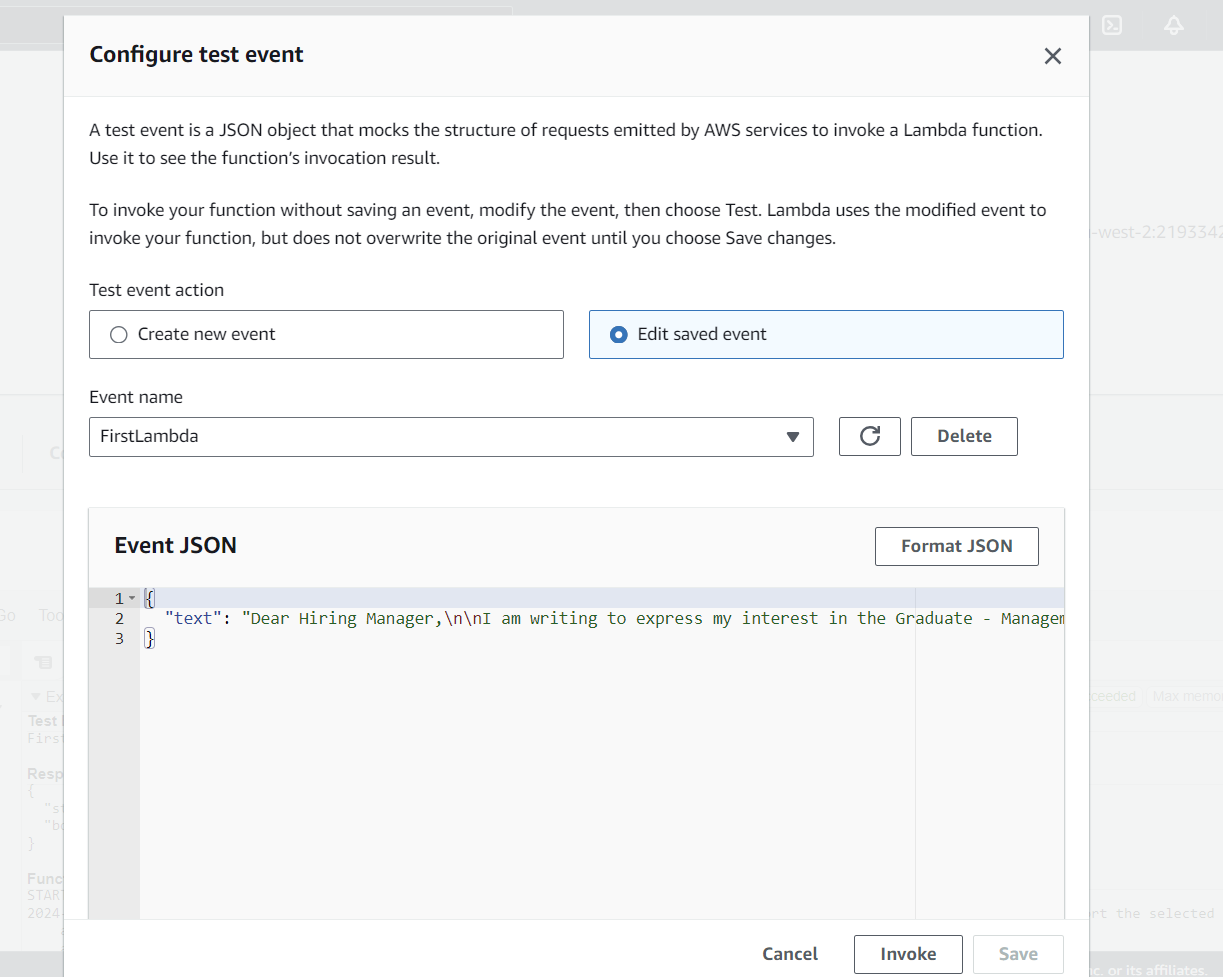 Configure test event
A test event is a JSON object that mocks the structure of requests emitted by AWS services to invoke a Lambda function.
Use it to see the function's invocation result.
To invoke your function without saving an event, modify the event, then choose Test. Lambda uses the modified event to
invoke your function, but does not overwrite the original event until you choose Save changes.
-west-2:2193342
Test event action
Create new event
Edit saved event
Event name
FirstLambda
Delete
Event JSON
Format JSON
1 {
2 "text": "Dear Hiring Manager,\n\nI am writing to express my interest in the Graduate - Managem
3 }
Go Too
Ex
ceeded
Max memo
Test
First
Resp
{
"st
"bo
}
Func
START
2024-
rt the selected
Cancel
Invoke
Save
nc. or its affiliates.